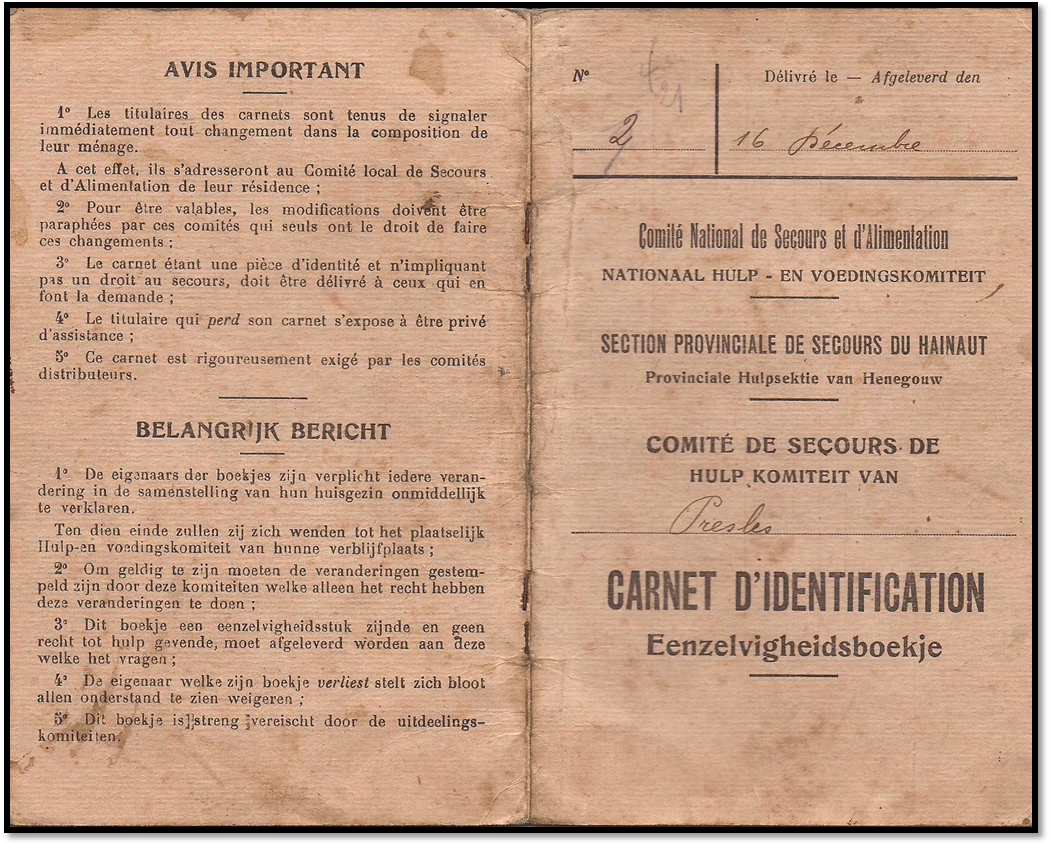 AVIS IMPORTANT
1º Les titulaires des carnets sont tenus de signaler
immédiatement tout changement dans la composition de
leur ménage.
A cet effet, ils s'adresseront au Comité local de Secours
et d'Alimentation de leur résidence ;
2º Pour être valables, les modifications doivent être
paraphées par ces comités qui seuls ont le droit de faire
ces changements ;
3º Le carnet étant une pièce d'identité et n'impliquant
pas un droit au secours, doit être délivré à ceux qui en
font la demande ;
4º Le titulaire qui perd son carnet s'expose à être privé
d'assistance ;
5º Ce carnet est rigoureusement exigé par les comités
distributeurs.
BELANGRIJK BERICHT
1º De eigenaars der boekjes zijn verplicht iedere veran-
dering in de samenstelling van hun huisgezin onmiddellijk
te verklaren.
Ten dien einde zullen zij zich wenden tot het plaatselijk
Hulp-en voedingskomiteit van hunne verblijfplaats ;
2º Om geldig te zijn moeten de veranderingen gestem-
peld zijn door deze komiteiten welke alleen het recht hebben
deze veranderingen te doen ;
3º Dit boekje een eenzelvigheidsstuk zijnde en geen
recht tot hulp gevende, moet afgeleverd worden aan deze
welke het vragen ;
4º De eigenaar welke zijn boekje verliest stelt zich bloot
allen onderstand te zien weigeren ;
5º Dit boekje is streng vereischt door de uitdeelings-
komiteiten.
Nº Délivré le — Afgeleverd den
2 16 Décembre
Comité National de Secours et d'Alimentation
NATIONAAL HULP - EN VOEDINGSKOMITEIT
SECTION PROVINCIALE DE SECOURS DU HAINAUT
Provinciale Hulpsektie van Henegouw
COMITÉ DE SEÇOURS DE
HULP KOMITEIT VAN
Presles
CARNET D'IDENTIFICATION
Eenzelvigheidsboekje